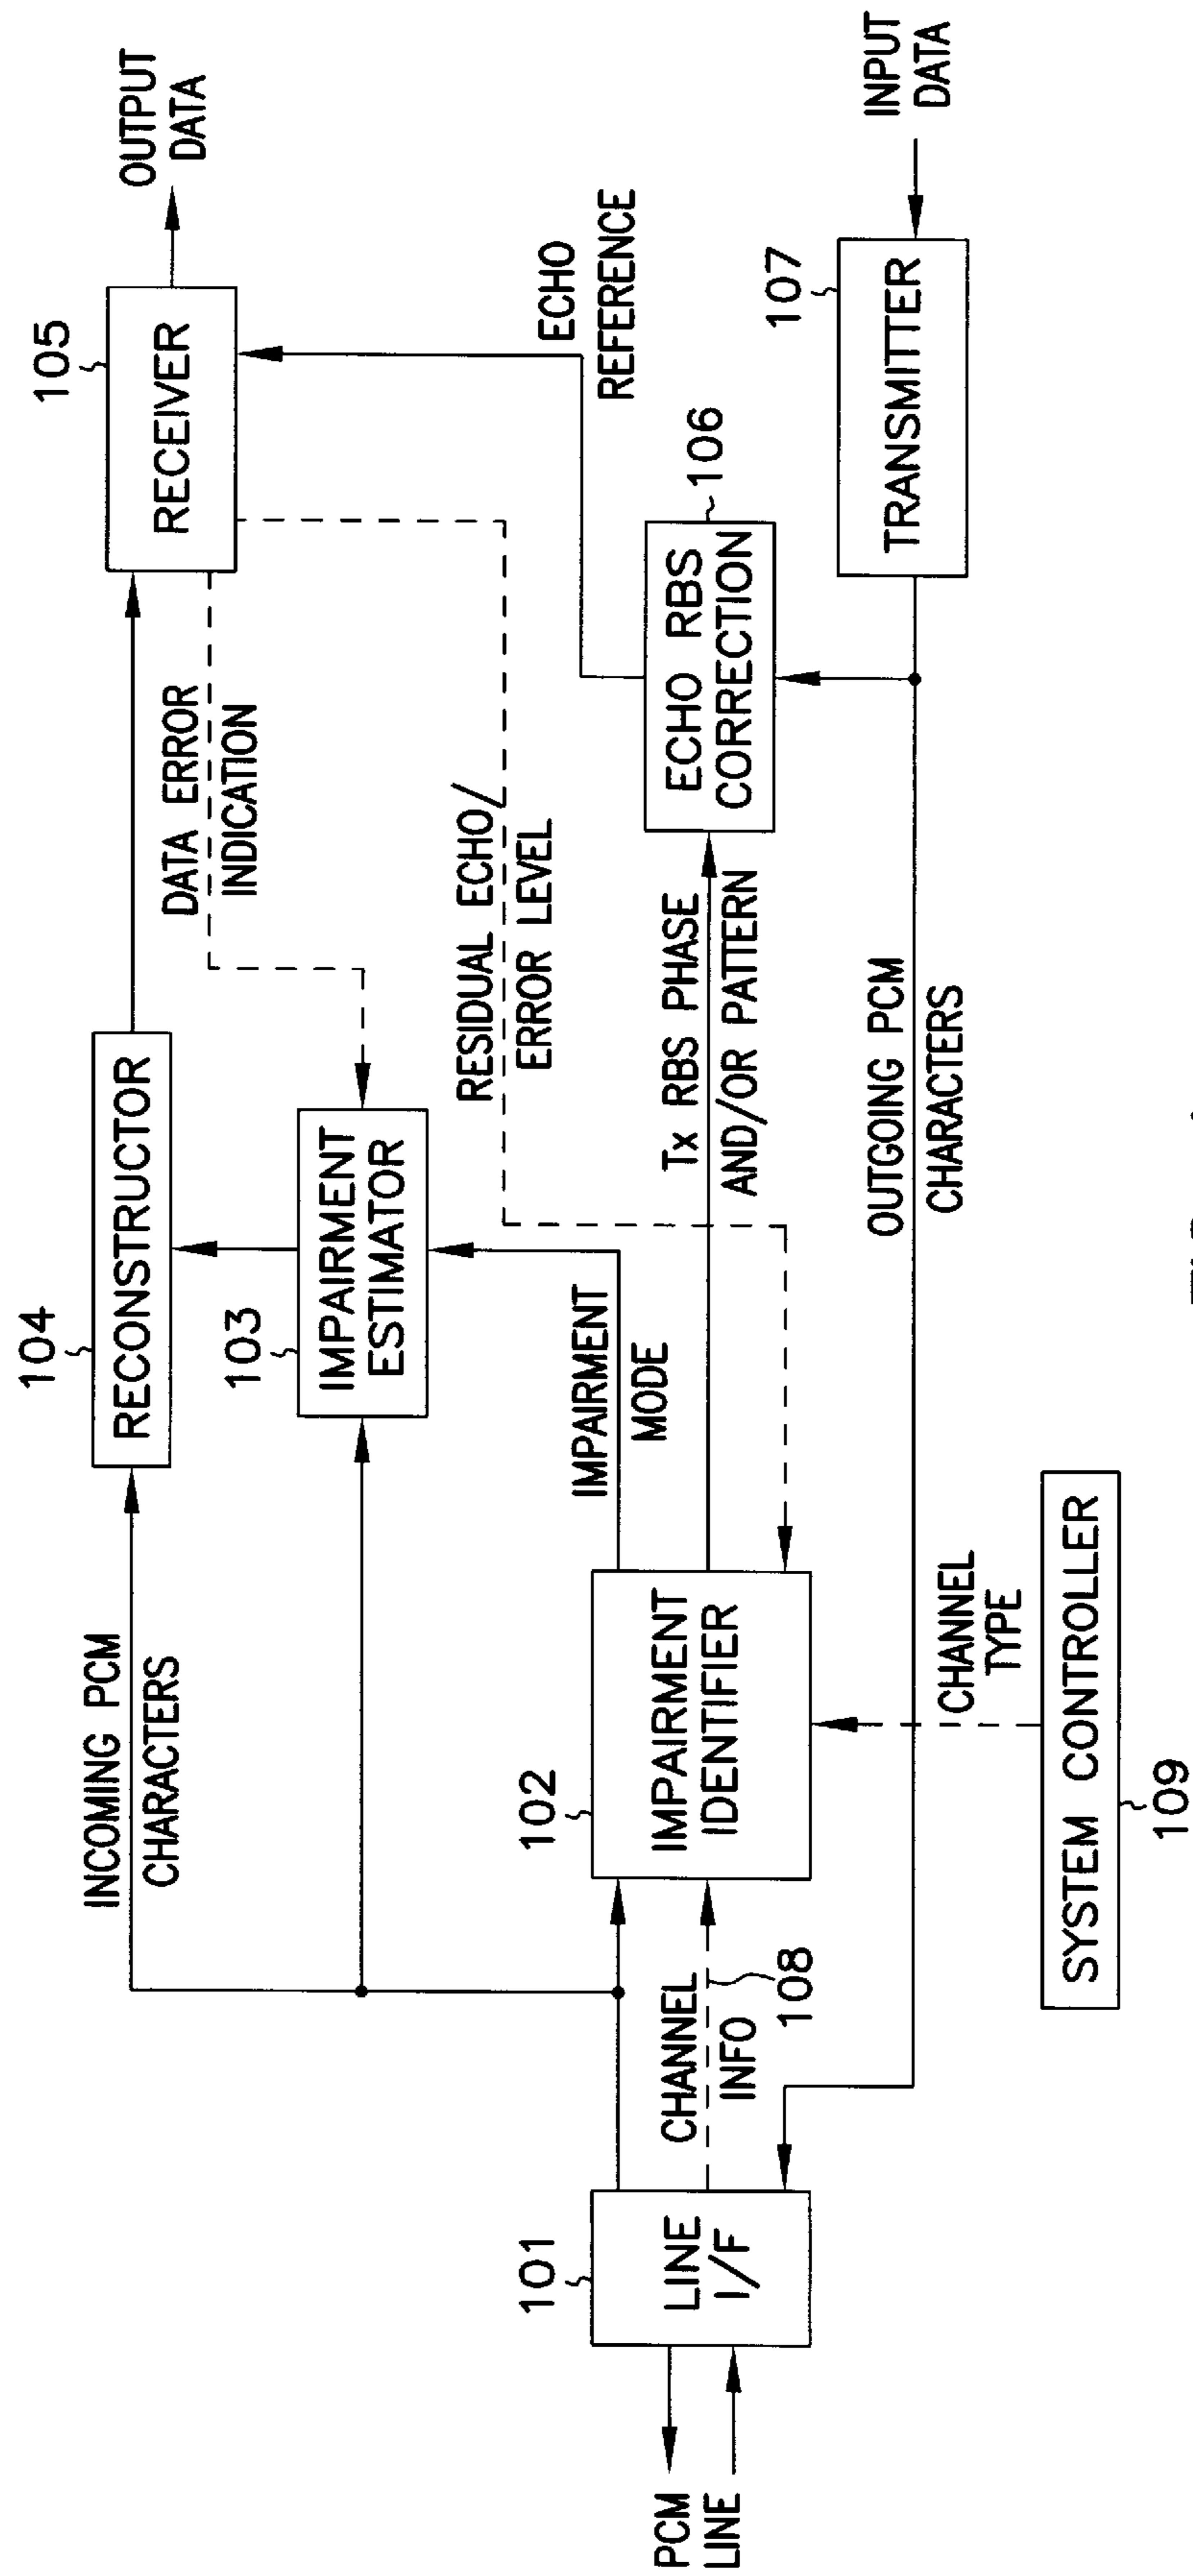 104
RECONSTRUCTOR
105
RECEIVER
OUTPUT
DATA
INCOMING PCM
CHARACTERS
DATA ERROR
INDICATION
103
IMPAIRMENT
ESTIMATOR
RESIDUAL ECHO/
ERROR LEVEL
ECHO
REFERENCE
IMPAIRMENT
MODE
102
IMPAIRMENT
IDENTIFIER
101
LINE
I/F
PCM
LINE
CHANNEL
INFO
108
Tx RBS PHASE
AND/OR PATTERN
106
ECHO RBS
CORRECTION
107
TRANSMITTER
INPUT
DATA
OUTGOING PCM
CHARACTERS
CHANNEL
TYPE
SYSTEM CONTROLLER
109